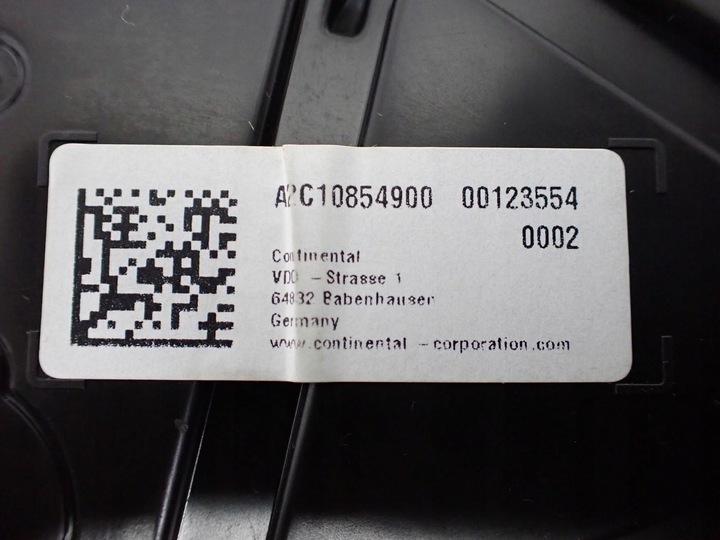 A2C10854900 00123554
0002
Continental
VDO - Strasse 1
64832 Babenhausen
Germany
www.continental - corporation.com